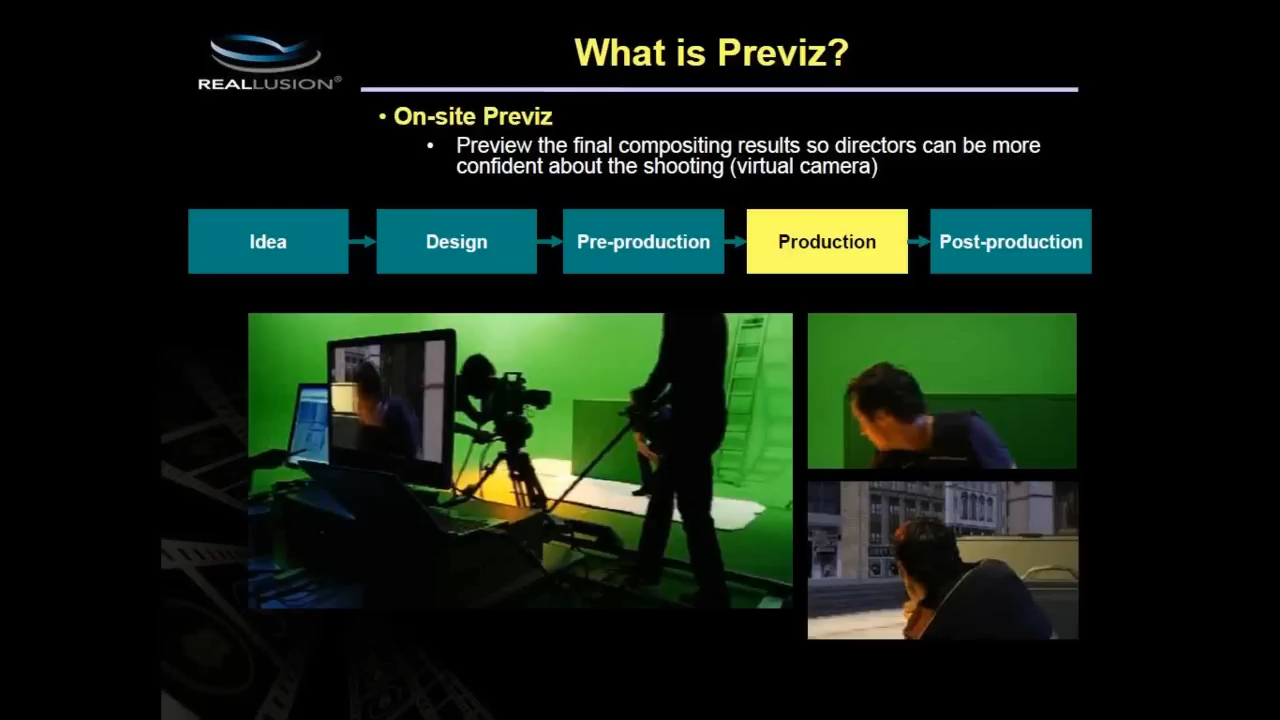 What is Previz?
REALLUSION®
• On-site Previz
• Preview the final compositing results so directors can be more
confident about the shooting (virtual camera)
Idea
Design
Pre-production
Production
Post-production